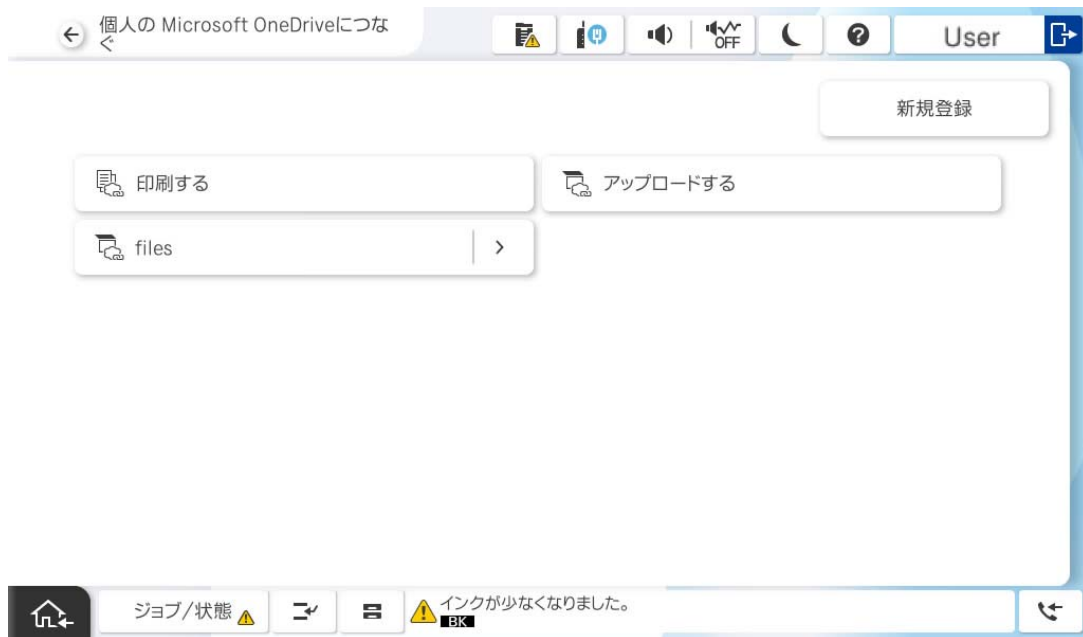 個人の Microsoft OneDriveにつな
ぐ
OFF
User
新規登録
印刷する
アップロードする
files
ジョブ/状態
インクが少なくなりました。
BK